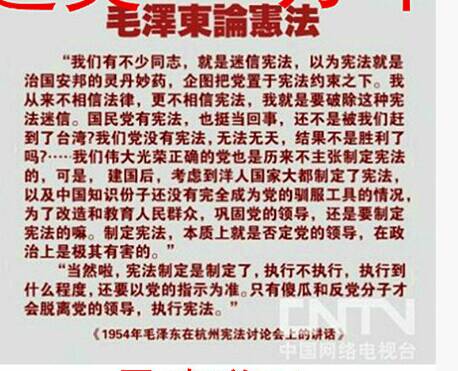 毛澤東論憲法
“我们有不少同志，就是迷信宪法，以为宪法就是
治国安邦的灵丹妙药，企图把党置于宪法约束之下。我
从来不相信法律，更不相信宪法，我就是要破除这种宪
法迷信。国民党有宪法，也挺当回事，还不是被我们赶
到了台湾?我们党没有宪法,无法无天，结果不是胜利了
吗?……我们伟大光荣正确的党也是历来不主张制定宪法
的，可是， 建国后，考虑到洋人国家大都制定了宪法，
以及中国知识份子还没有完全成为党的驯服工具的情况，
为了改造和教育人民群众，巩固党的领导，还是要制定
宪法的嘛。制定宪法，本质上就是否定党的领导，在政
治上是极其有害的。”
“当然啦，宪法制定是制定了，执行不执行，执行到
什么程度，还要以党的指示为准。只有傻瓜和反党分子才
会脱离党的领导，执行宪法。”
《1954年毛泽东在杭州宪法讨论会上的讲话》
CNTV
中国网络电视台